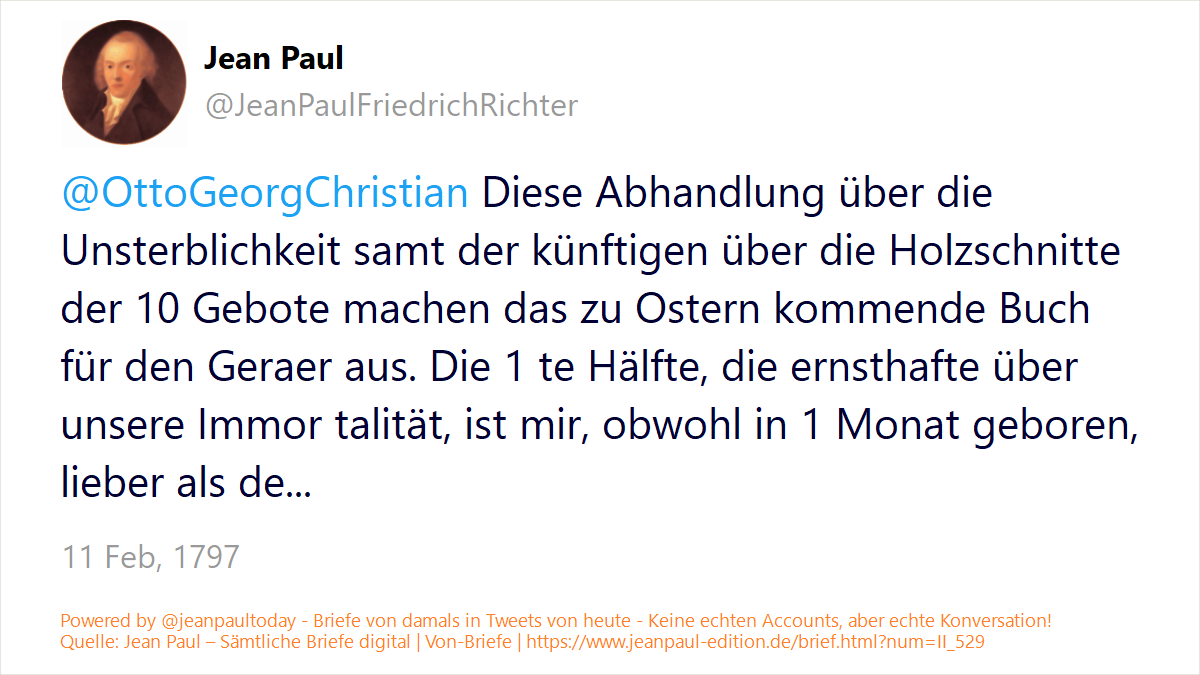 Jean Paul
@JeanPaulFriedrichRichter
@OttoGeorgChristian Diese Abhandlung über die
Unsterblichkeit samt der künftigen über die Holzschnitte
der 10 Gebote machen das zu Ostern kommende Buch
für den Geraer aus. Die 1 te Hälfte, die ernsthafte über
unsere Immor talität, ist mir, obwohl in 1 Monat geboren,
lieber als de...
11 Feb, 1797
Powered by @jeanpaultoday - Briefe von damals in Tweets von heute - Keine echten Accounts, aber echte Konversation!
Quelle: Jean Paul – Sämtliche Briefe digital | Von-Briefe | https://www.jeanpaul-edition.de/brief.html?num=II_529